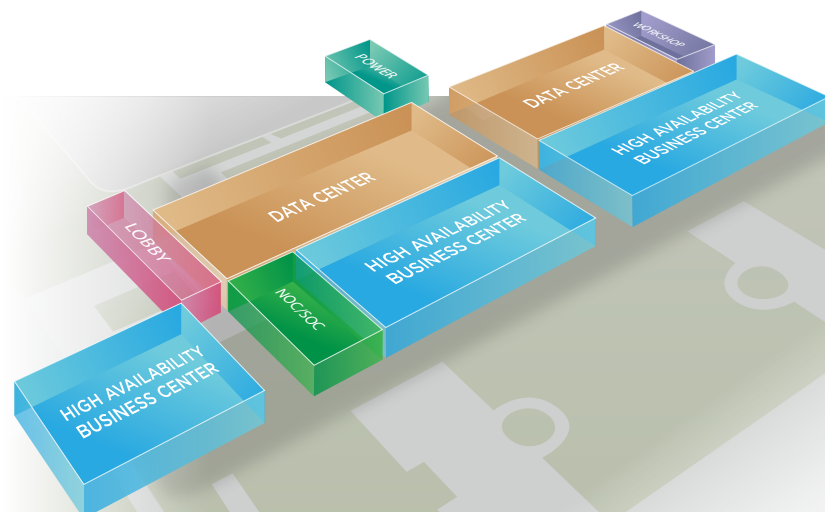 POWER
WORKSHOP
DATA CENTER
HIGH AVAILABILITY
BUSINESS CENTER
DATA CENTER
LOBBY
HIGH AVAILABILITY
BUSINESS CENTER
NOC/SOC
HIGH AVAILABILITY
BUSINESS CENTER